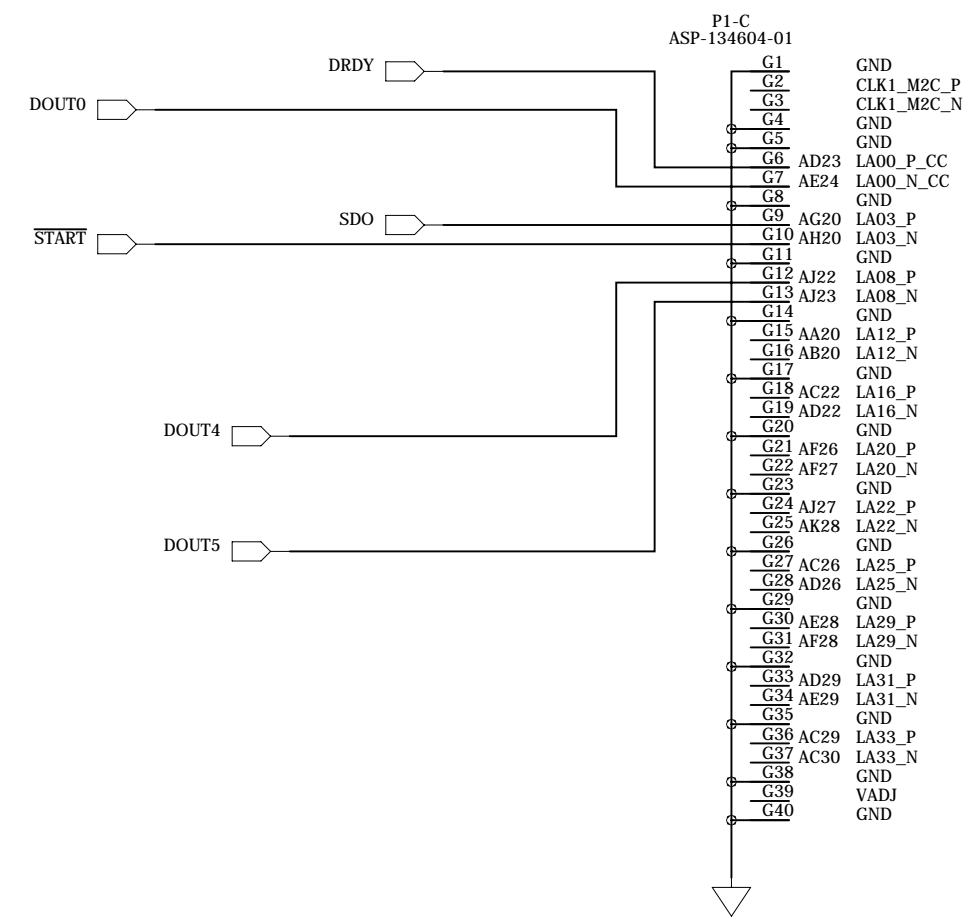 P1-C
ASP-134604-01
DRDY
DOUT0
SDO
START
DOUT4
DOUT5
G1 GND
G2 CLK1_M2C_P
G3 CLK1_M2C_N
G4 GND
G5 GND
G6 AD23 LA00_P_CC
G7 AE24 LA00_N_CC
G8 GND
G9 AG20 LA03_P
G10 AH20 LA03_N
G11 GND
G12 AJ22 LA08_P
G13 AJ23 LA08_N
G14 GND
G15 AA20 LA12_P
G16 AB20 LA12_N
G17 GND
G18 AC22 LA16_P
G19 AD22 LA16_N
G20 GND
G21 AF26 LA20_P
G22 AF27 LA20_N
G23 GND
G24 AJ27 LA22_P
G25 AK28 LA22_N
G26 GND
G27 AC26 LA25_P
G28 AD26 LA25_N
G29 GND
G30 AE28 LA29_P
G31 AF28 LA29_N
G32 GND
G33 AD29 LA31_P
G34 AE29 LA31_N
G35 GND
G36 AC29 LA33_P
G37 AC30 LA33_N
G38 GND
G39 VADJ
G40 GND